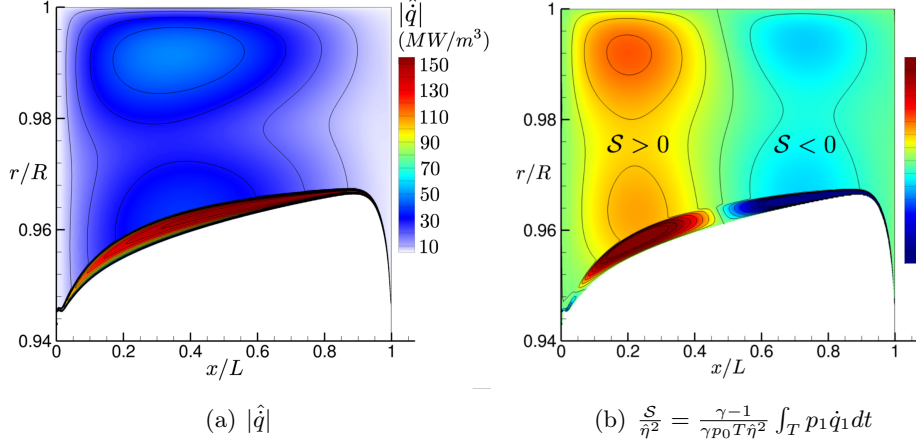 |q̇̂|
(MW/m³)
150
130
110
90
70
50
30
10
1
0.98
r/R
0.96
0.94
0 0.2 0.4 0.6 0.8 1
x/L
1
0.98
S > 0 S < 0
r/R
0.96
0.94
0 0.2 0.4 0.6 0.8 1
x/L
(a) |q̇̂|
(b) S/η̂² = (γ−1)/(γp₀Tη̂²) ∫_T p₁q̇₁dt